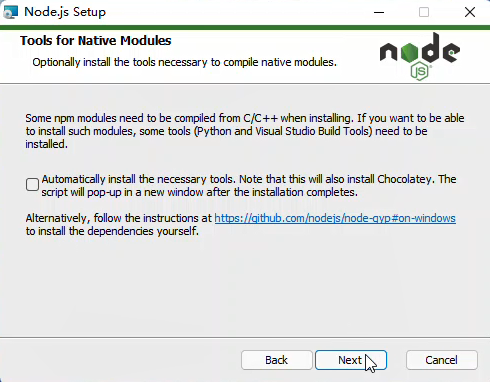 Node.js Setup
Tools for Native Modules
Optionally install the tools necessary to compile native modules.
node
JS
Some npm modules need to be compiled from C/C++ when installing. If you want to be able
to install such modules, some tools (Python and Visual Studio Build Tools) need to be
installed.
Automatically install the necessary tools. Note that this will also install Chocolatey. The
script will pop-up in a new window after the installation completes.
Alternatively, follow the instructions at https://github.com/nodejs/node-gyp#on-windows
to install the dependencies yourself.
Back Next Cancel